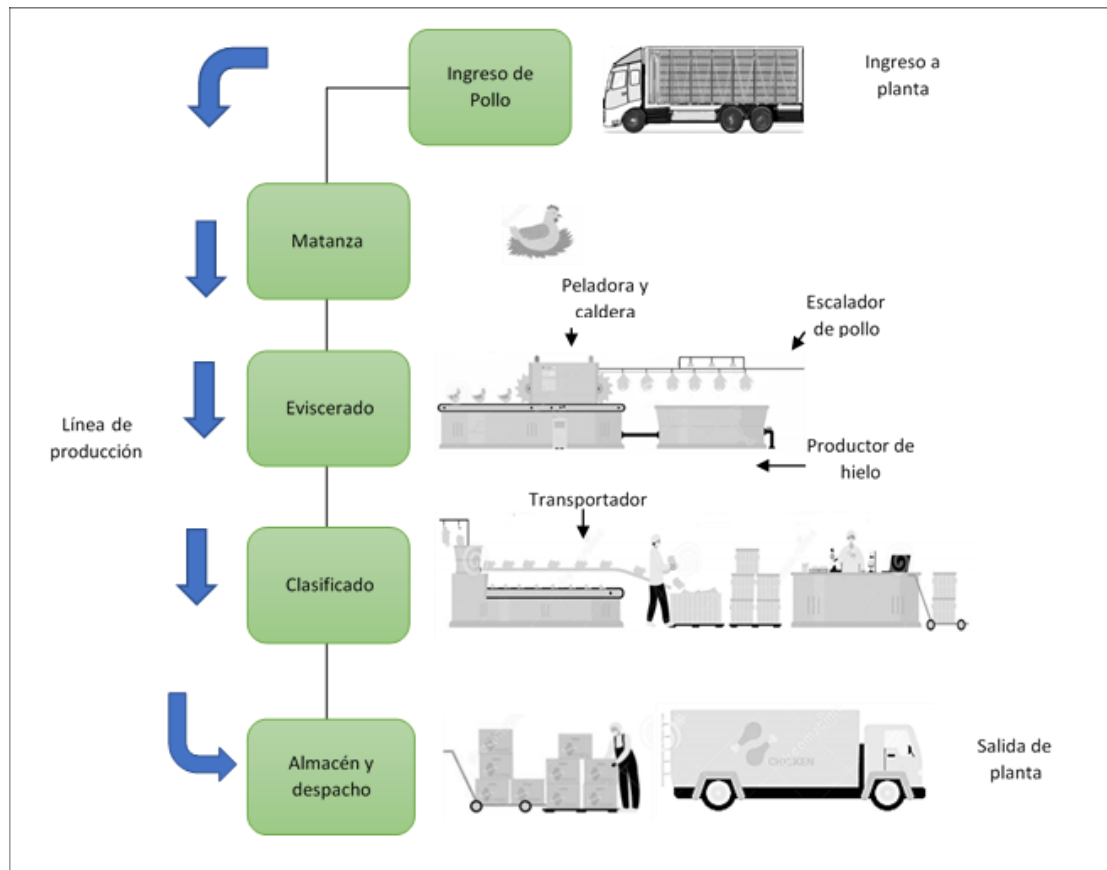 Ingreso de
Pollo
Ingreso a
planta
Matanza
Peladora y
caldera
Escalador
de pollo
Eviscerado
Línea de
producción
Productor de
hielo
Transportador
Clasificado
Almacén y
despacho
CHICKEN
Salida de
planta